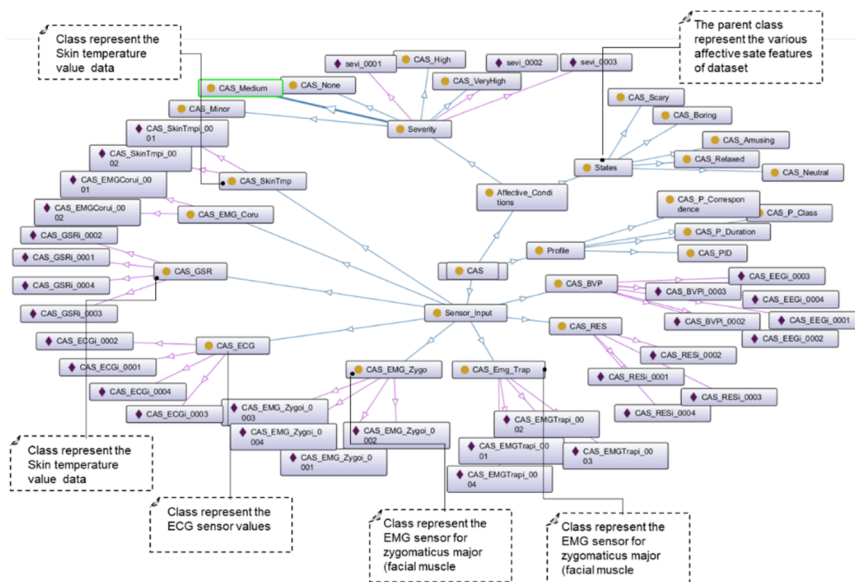 Class represent the
Skin temperature
value data
The parent class
represent the various
affective sate features
of dataset
sevi_0001
CAS_High
sevi_0002
sevi_0003
CAS_Medium
CAS_None
CAS_VeryHigh
CAS_Minor
Severity
CAS_Scary
CAS_Boring
CAS_SkinTmpi_00
01
CAS_Amusing
CAS_SkinTmpi_00
02
CAS_Relaxed
States
CAS_Neutral
CAS_EMGCorui_00
01
CAS_SkinTmp
Affective_Condi
tions
CAS_EMGCorui_00
02
CAS_EMG_Coru
CAS_P_Correspon
dence
CAS_P_Class
CAS_GSRi_0002
CAS_P_Duration
CAS_GSRi_0001
Profile
CAS_PID
CAS_GSR
CAS
CAS_GSRi_0004
CAS_BVP
CAS_EEGi_0003
CAS_BVPi_0003
CAS_EEGi_0004
CAS_GSRi_0003
Sensor_Input
CAS_BVPi_0002
CAS_EEGi_0001
CAS_EEGi_0002
CAS_RES
CAS_ECGi_0002
CAS_ECG
CAS_RESi_0002
CAS_ECGi_0001
CAS_EMG_Zygo
CAS_Emg_Trap
CAS_RESi_0001
CAS_ECGi_0004
CAS_RESi_0003
CAS_ECGi_0003
CAS_RESi_0004
CAS_EMG_Zygoi_0
003
CAS_EMG_Zygoi_0
004
CAS_EMG_Zygoi_0
002
CAS_EMG_Zygoi_0
001
CAS_EMGTrapi_00
02
CAS_EMGTrapi_00
01
CAS_EMGTrapi_00
03
CAS_EMGTrapi_00
04
Class represent the
Skin temperature
value data
Class represent the
ECG sensor values
Class represent the
EMG sensor for
zygomaticus major
(facial muscle
Class represent the
EMG sensor for
zygomaticus major
(facial muscle